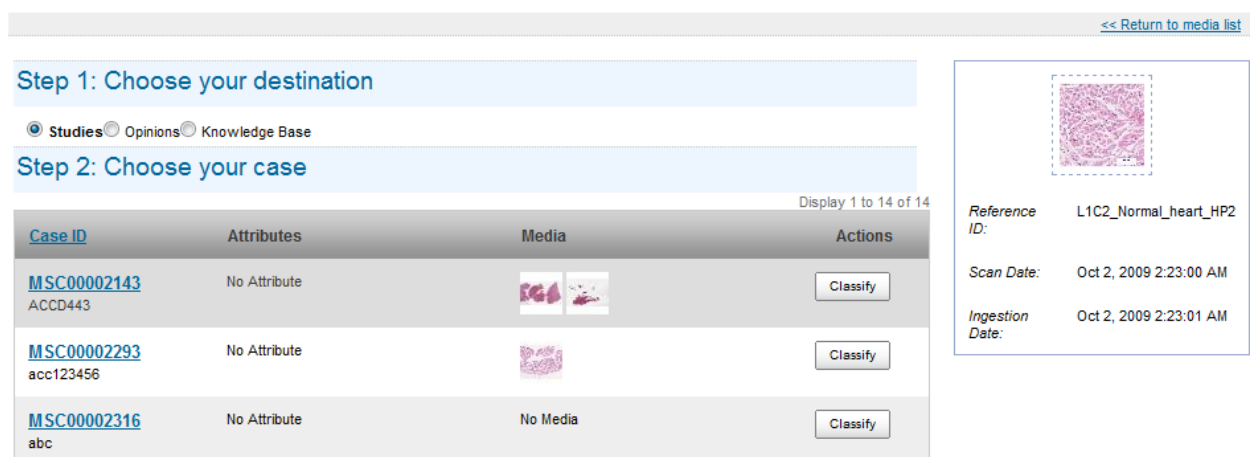 << Return to media list
Step 1: Choose your destination
Studies Opinions Knowledge Base
Step 2: Choose your case
Display 1 to 14 of 14
Case ID Attributes Media Actions
MSC00002143 No Attribute Classify
ACCD443
MSC00002293 No Attribute Classify
acc123456
MSC00002316 No Attribute No Media Classify
abc
Reference ID: L1C2_Normal_heart_HP2
Scan Date: Oct 2, 2009 2:23:00 AM
Ingestion Date: Oct 2, 2009 2:23:01 AM